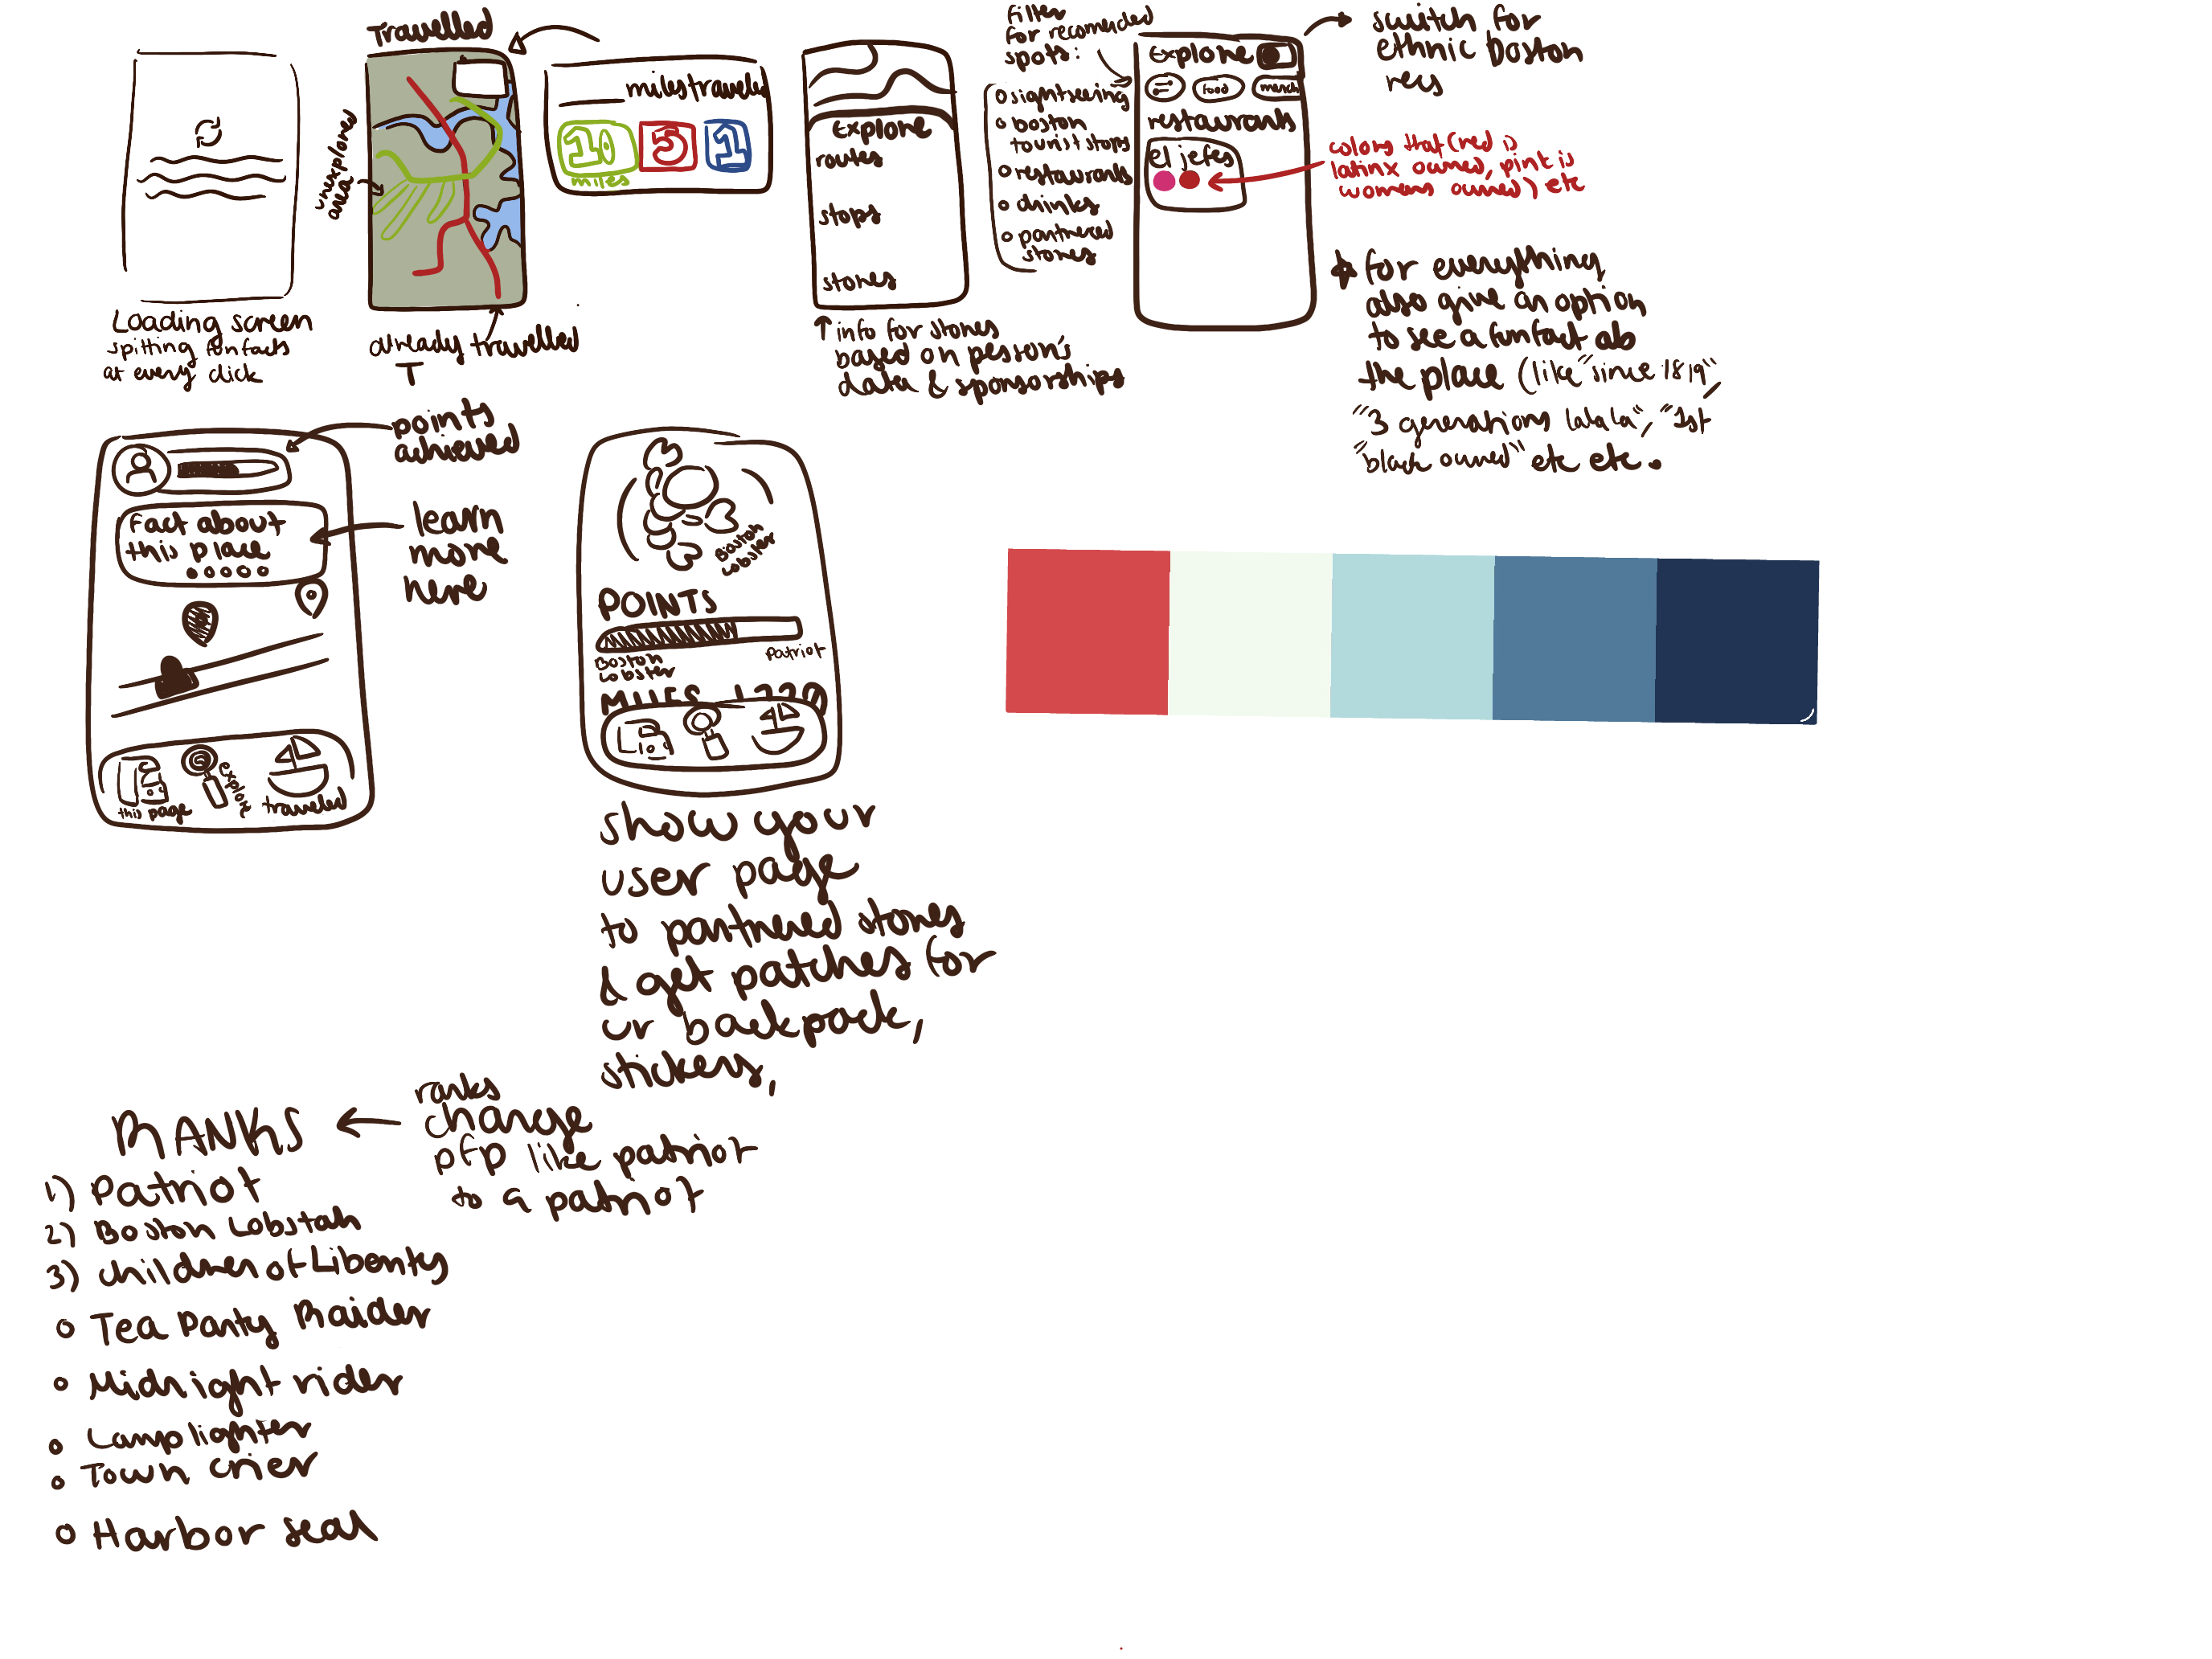 Loading screen
spitting funfacts
at every click
Travelled
unexplored
area
already travelled
T
miles traveled
10
5
1
miles
Explore
routes
stops
stores
↑ info for stores
based on person's
data & sponsorships
filter
for recomended
spots:
o sightseeing
o boston
tourist stops
o restaurants
o drinks
o partnered
stores
Explore
food
merch
restaurants
el jefes
switch for
ethnic boston
recs
colors that (red is
latinx owned, pink is
womens owned) etc
★ for everything
also give an option
to see a funfact ab
the place (like "since 1819",
"3 generations lalala", "1st
"black owned" etc etc.
points
achieved
Fact about
this place
learn
more
here
this page
explore
traveled
Boston
Lobster
POINTS
Boston
Lobster
Patriot
MILES 1220
show your
user page
to partnered stores
& get patches for
ur backpack,
stickers,
RANKS
ranks
change
pfp like patriot
to a patriot
1) Patriot
2) Boston Lobstah
3) Children of Liberty
o Tea Party Raider
o Midnight rider
o Lamplighter
o Town crier
o Harbor seal